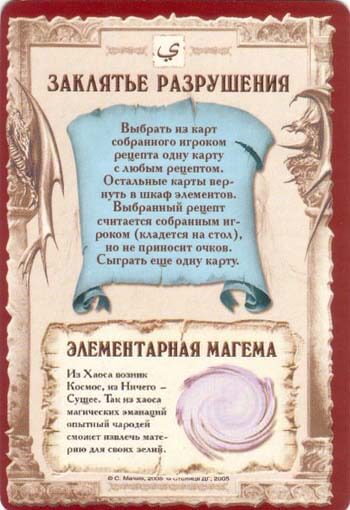 ي
ЗАКЛЯТЬЕ РАЗРУШЕНИЯ
Выбрать из карт
собранного игроком
рецепта одну карту
с любым рецептом.
Остальные карты вер-
нуть в шкаф элементов.
Выбранный рецепт
считается собранным иг-
роком (кладется на стол),
но не приносит очков.
Сыграть еще одну карту.
ЭЛЕМЕНТАРНАЯ МАГЕМА
Из Хаоса возник
Космос, из Ничего –
Сущее. Так из хаоса
магических эманаций
опытный чародей
сможет извлечь мате-
рию для своих зелий.
© С. Мачин, 2005 © Столица ДГ, 2005